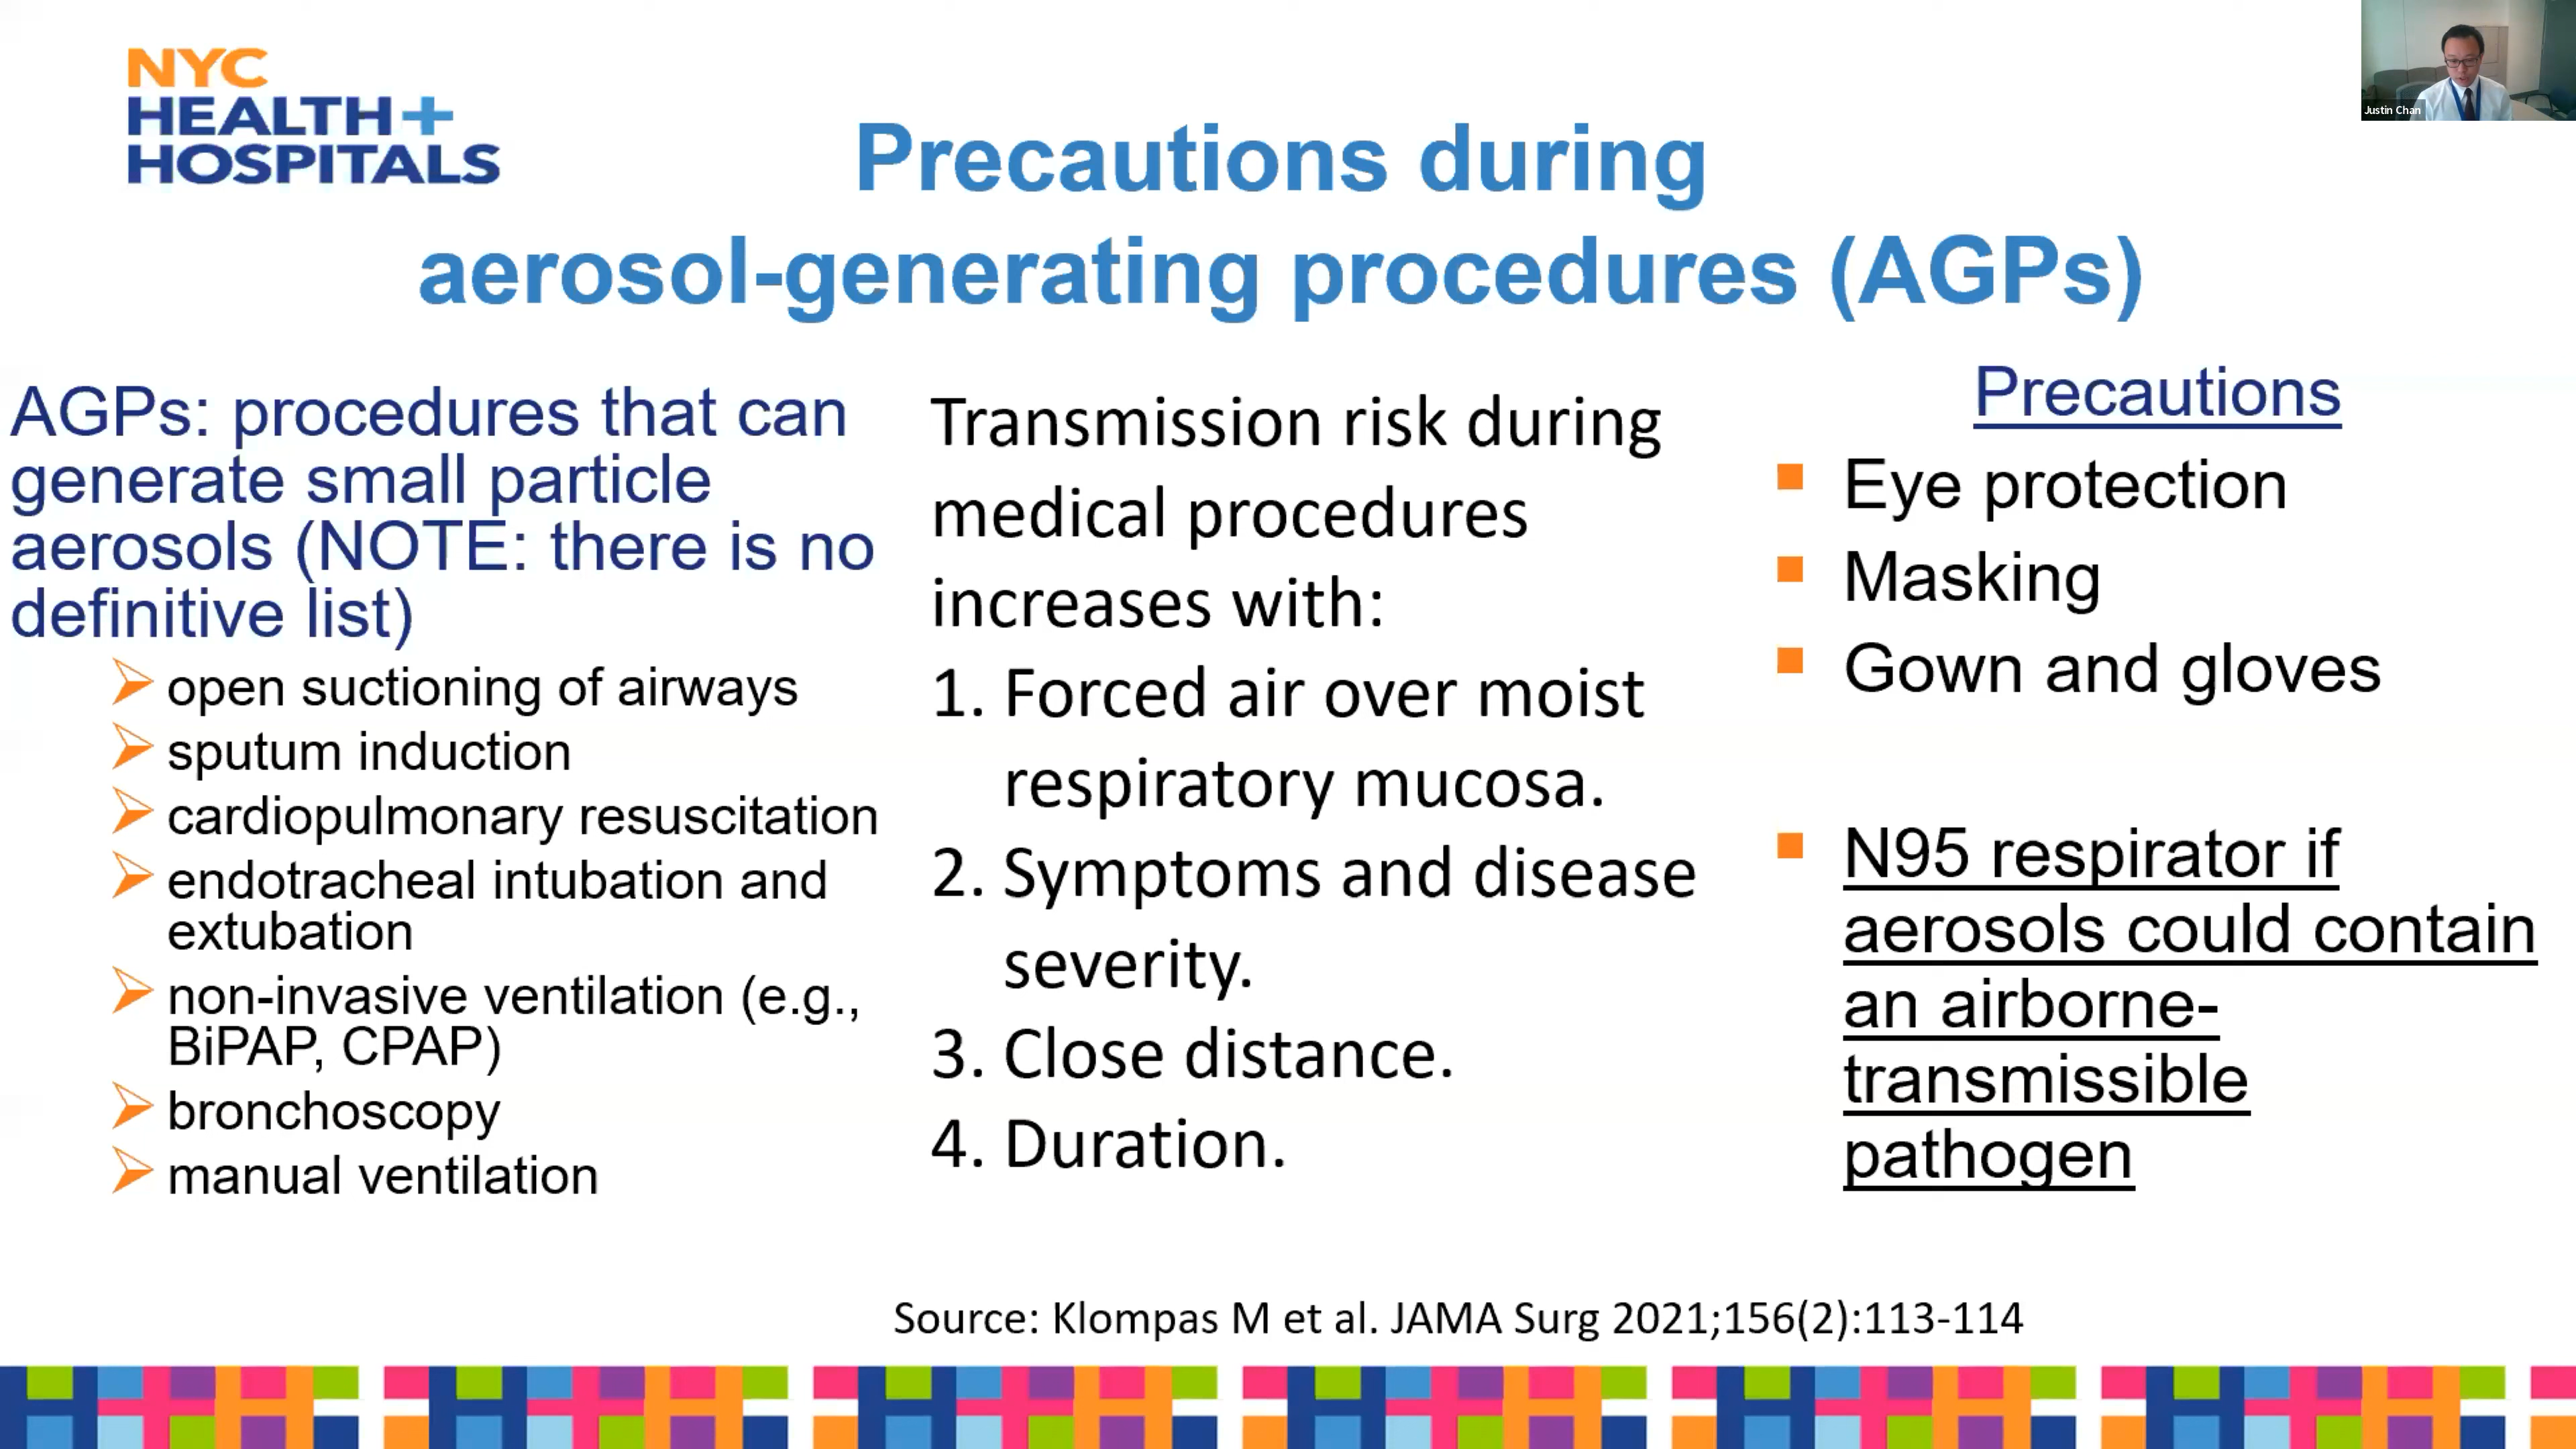 NYC
HEALTH+
HOSPITALS
Justin Chan
Precautions during
aerosol-generating procedures (AGPs)
AGPs: procedures that can
generate small particle
aerosols (NOTE: there is no
definitive list)
open suctioning of airways
sputum induction
cardiopulmonary resuscitation
endotracheal intubation and
extubation
non-invasive ventilation (e.g.,
BiPAP, CPAP)
bronchoscopy
manual ventilation
Transmission risk during
medical procedures
increases with:
1. Forced air over moist
respiratory mucosa.
2. Symptoms and disease
severity.
3. Close distance.
4. Duration.
Precautions
Eye protection
Masking
Gown and gloves
N95 respirator if
aerosols could contain
an airborne-
transmissible
pathogen
Source: Klompas M et al. JAMA Surg 2021;156(2):113-114